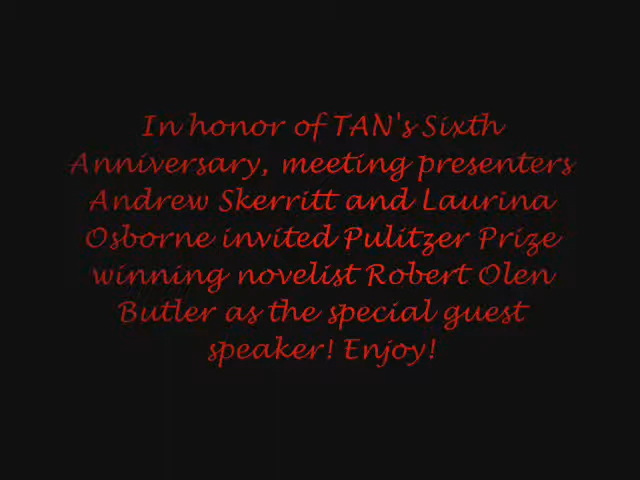 In honor of TAN's Sixth
Anniversary, meeting presenters
Andrew Skerritt and Laurina
Osborne invited Pulitzer Prize
winning novelist Robert Olen
Butler as the special guest
speaker! Enjoy!